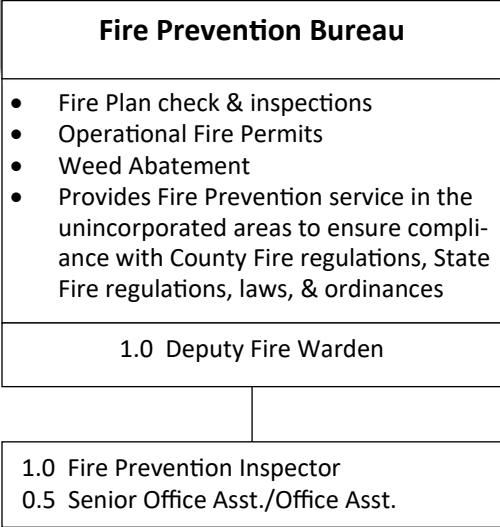 Fire Prevention Bureau
• Fire Plan check & inspections
• Operational Fire Permits
• Weed Abatement
• Provides Fire Prevention service in the
unincorporated areas to ensure compli-
ance with County Fire regulations, State
Fire regulations, laws, & ordinances
1.0 Deputy Fire Warden
1.0 Fire Prevention Inspector
0.5 Senior Office Asst./Office Asst.